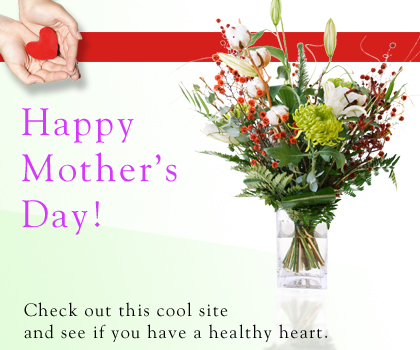 Happy
Mother's
Day!
Check out this cool site
and see if you have a healthy heart.